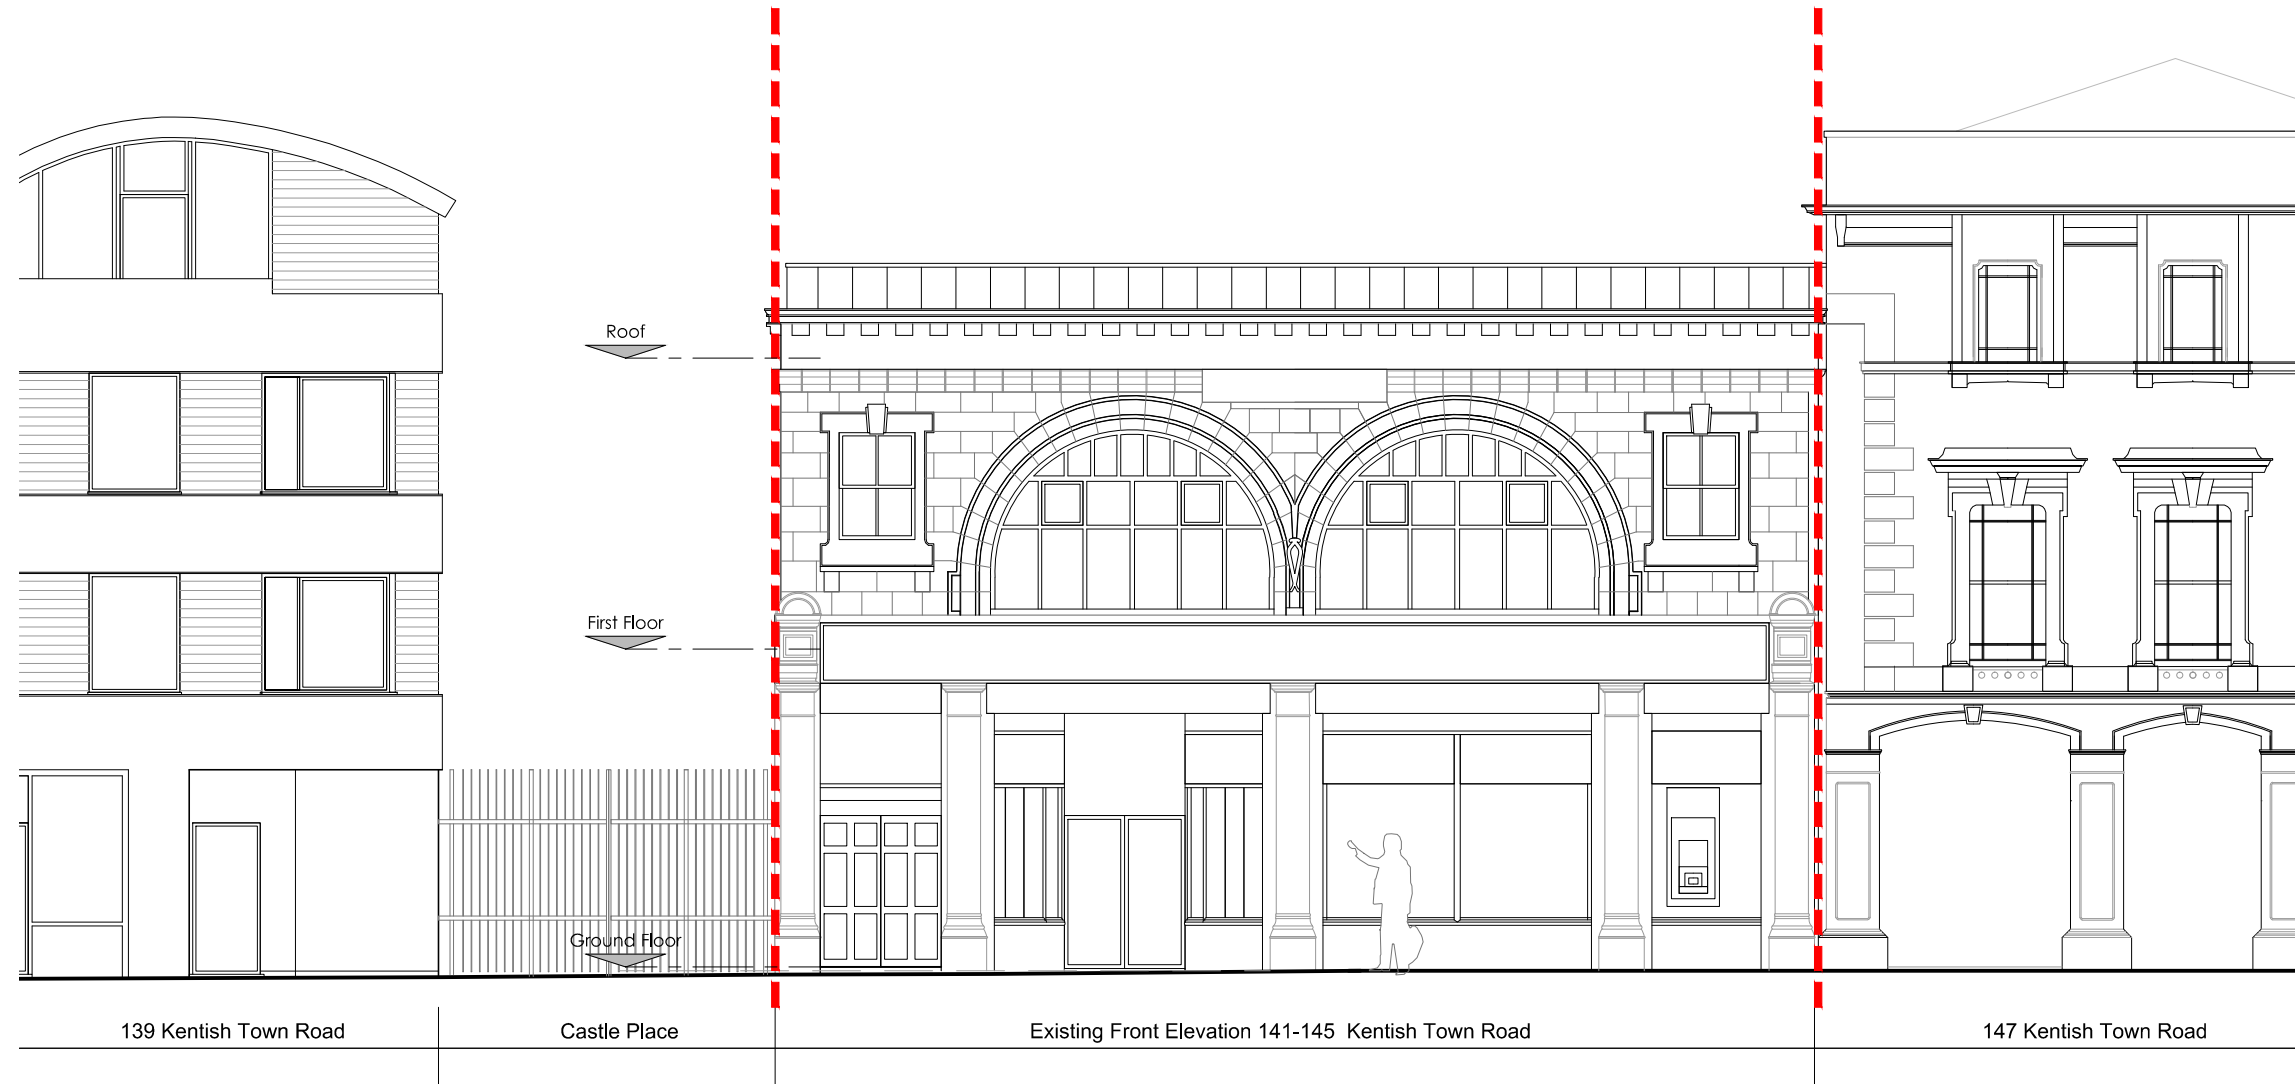 Roof
First Floor
Ground Floor
139 Kentish Town Road
Castle Place
Existing Front Elevation 141-145 Kentish Town Road
147 Kentish Town Road